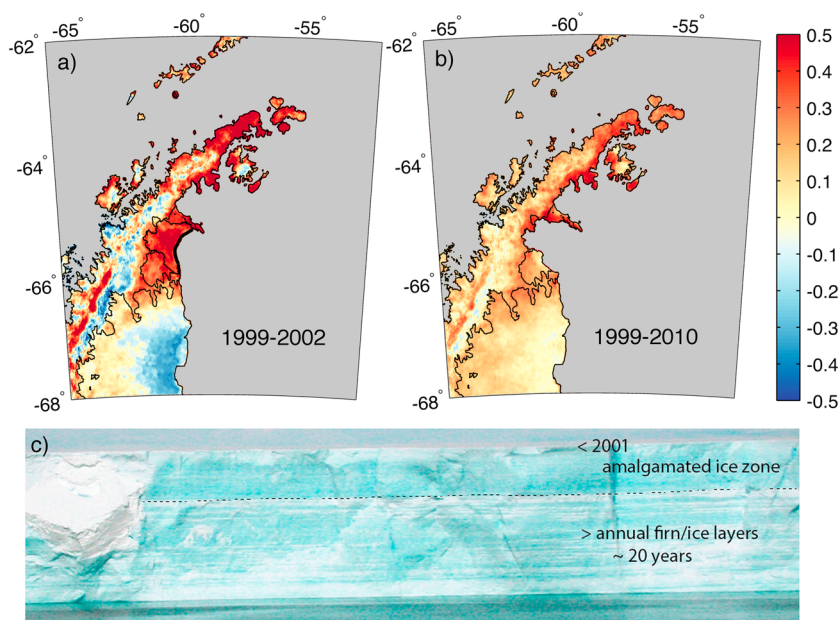 -65° -60° -55°
-62°
a)
-64°
-66°
-68°
1999-2002
-65° -60° -55°
-62°
b)
-64°
-66°
-68°
1999-2010
0.5
0.4
0.3
0.2
0.1
0
-0.1
-0.2
-0.3
-0.4
-0.5
c)
< 2001
amalgamated ice zone
> annual firn/ice layers
~ 20 years